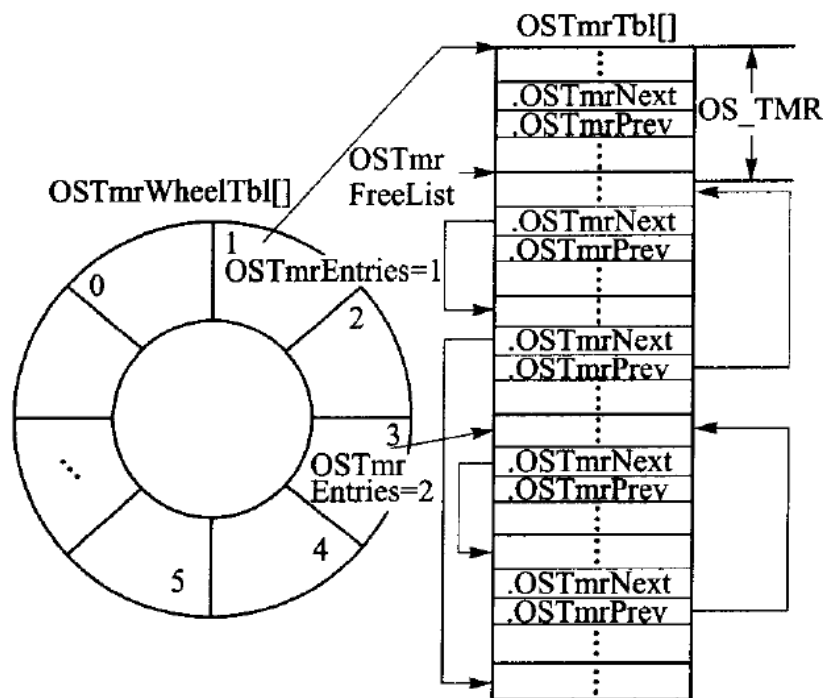 OSTmrTbl[]
.OSTmrNext
.OSTmrPrev
OS_TMR
OSTmr
FreeList
OSTmrWheelTbl[]
.OSTmrNext
.OSTmrPrev
1
OSTmrEntries=1
0
2
.OSTmrNext
.OSTmrPrev
3
OSTmr
Entries=2
.OSTmrNext
.OSTmrPrev
...
4
5
.OSTmrNext
.OSTmrPrev